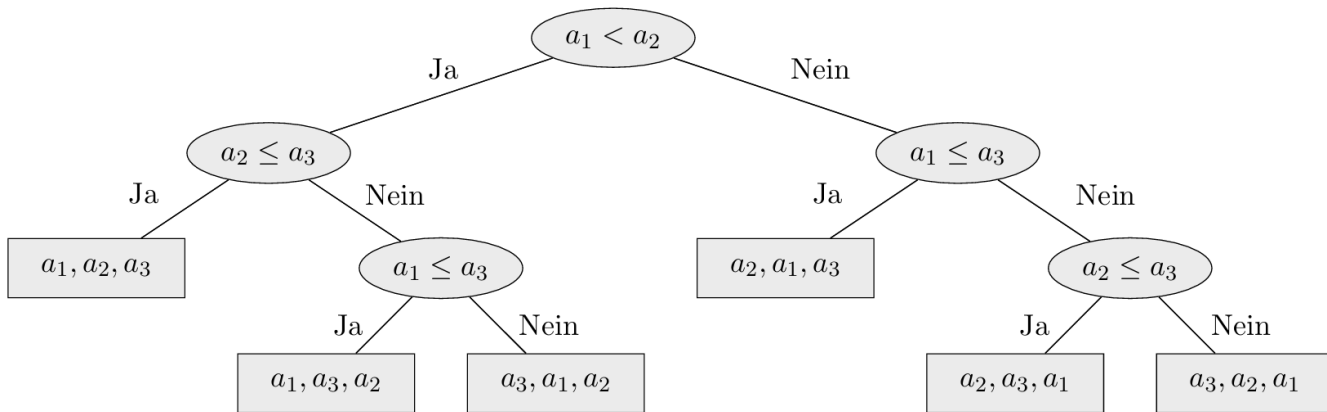 a₁ < a₂
Ja Nein
a₂ ≤ a₃ a₁ ≤ a₃
Ja Nein Ja Nein
a₁, a₂, a₃ a₁ ≤ a₃ a₂, a₁, a₃ a₂ ≤ a₃
Ja Nein Ja Nein
a₁, a₃, a₂ a₃, a₁, a₂ a₂, a₃, a₁ a₃, a₂, a₁